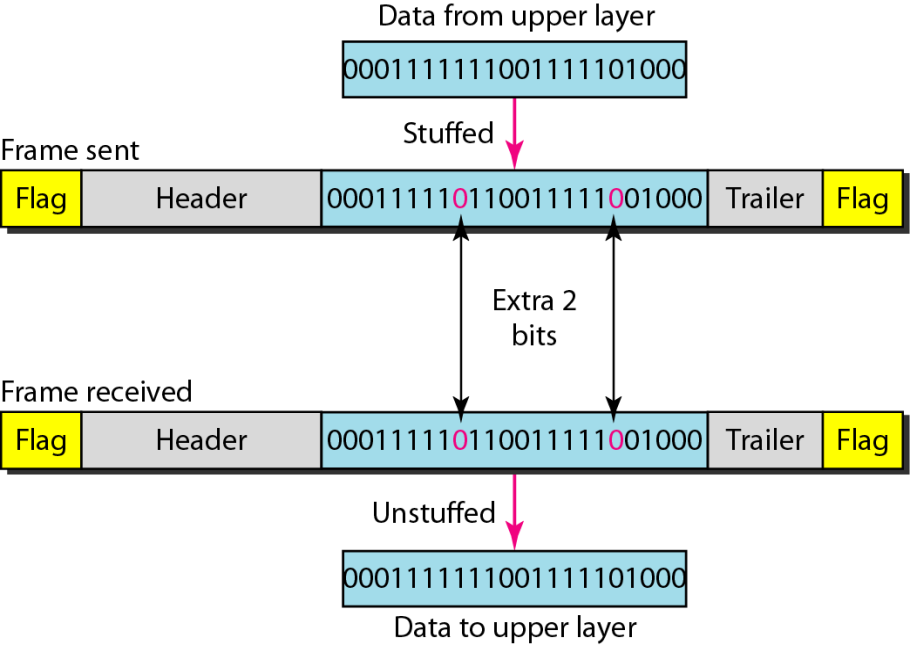 Data from upper layer
0001111111001111101000
Stuffed
Frame sent
Flag Header 000111110110011111001000 Trailer Flag
Extra 2
bits
Frame received
Flag Header 000111110110011111001000 Trailer Flag
Unstuffed
0001111111001111101000
Data to upper layer